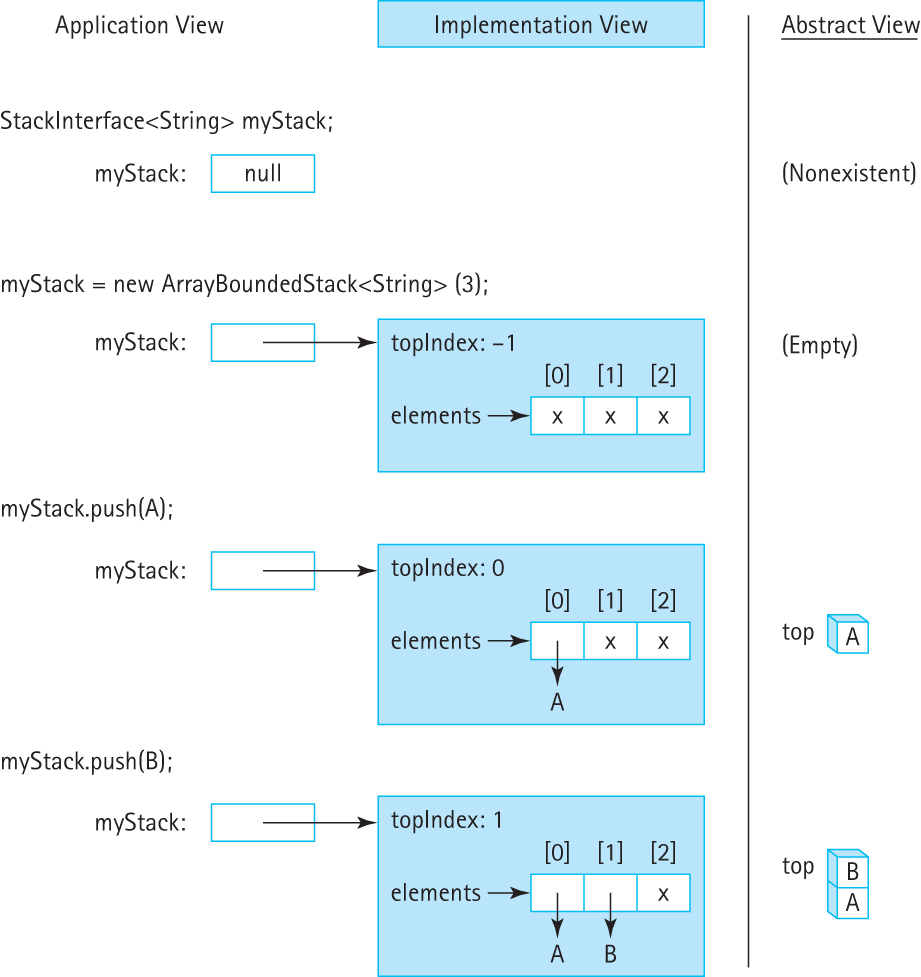 Application View Implementation View Abstract View
StackInterface<String> myStack;
myStack: null (Nonexistent)
myStack = new ArrayBoundedStack<String> (3);
myStack: topIndex: –1 (Empty)
[0] [1] [2]
elements x x x
myStack.push(A);
myStack: topIndex: 0
[0] [1] [2]
top A
elements x x
A
myStack.push(B);
myStack: topIndex: 1
[0] [1] [2]
top B
elements x
A
A B